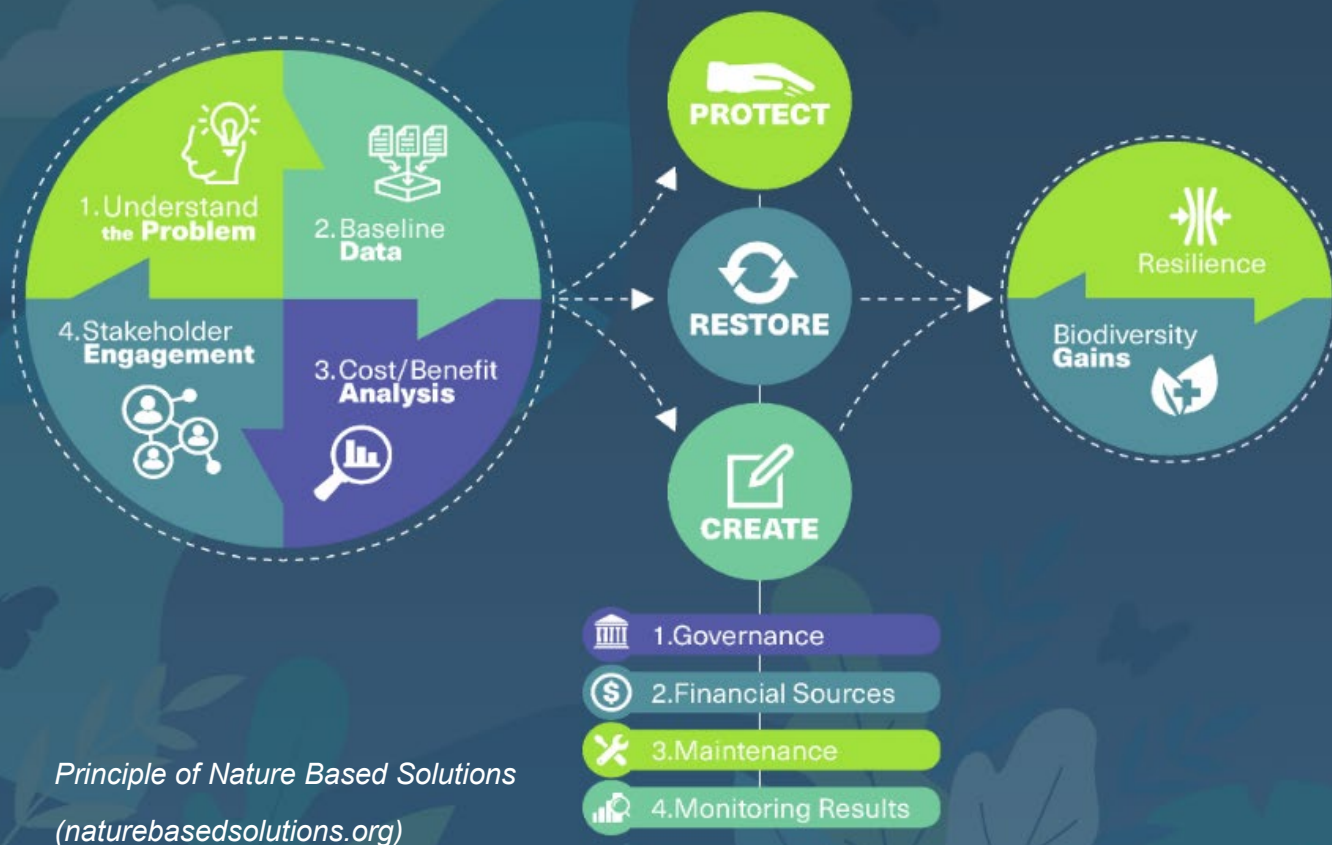 1.Understand
the Problem
2.Baseline
Data
3.Cost/Benefit
Analysis
4.Stakeholder
Engagement
PROTECT
RESTORE
CREATE
1.Governance
$
2.Financial Sources
3.Maintenance
4.Monitoring Results
Resilience
Biodiversity
Gains
Principle of Nature Based Solutions
(naturebasedsolutions.org)